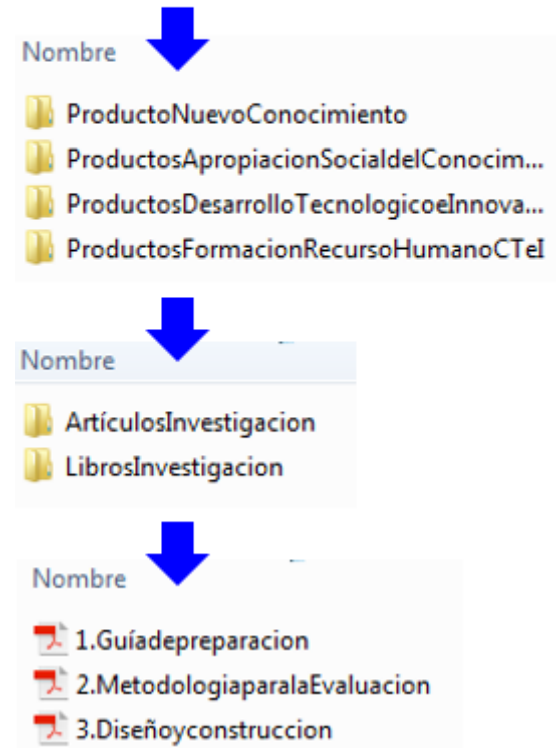 Nombre
ProductoNuevoConocimiento
ProductosApropiacionSocialdelConocim...
ProductosDesarrolloTecnologicoeInnova...
ProductosFormacionRecursoHumanoCTeI
Nombre
ArtículosInvestigacion
LibrosInvestigacion
Nombre
1.Guíadepreparacion
2.MetodologiaparalaEvaluacion
3.Diseñoyconstruccion